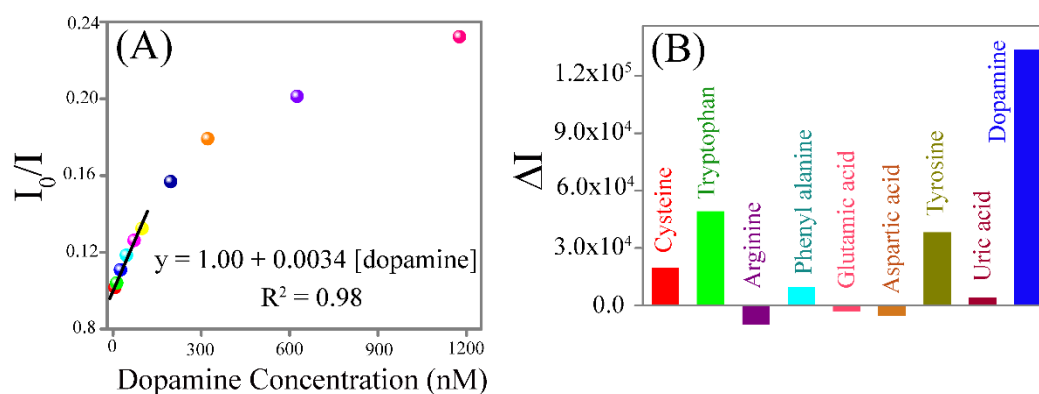 (A)
I₀/I
0.24
0.20
0.16
0.12
0.8
y = 1.00 + 0.0034 [dopamine]
R² = 0.98
0
300
600
900
1200
Dopamine Concentration (nM)
(B)
ΔI
1.2x10⁵
9.0x10⁴
6.0x10⁴
3.0x10⁴
0.0
Cysteine
Tryptophan
Arginine
Phenyl alanine
Glutamic acid
Aspartic acid
Tyrosine
Uric acid
Dopamine